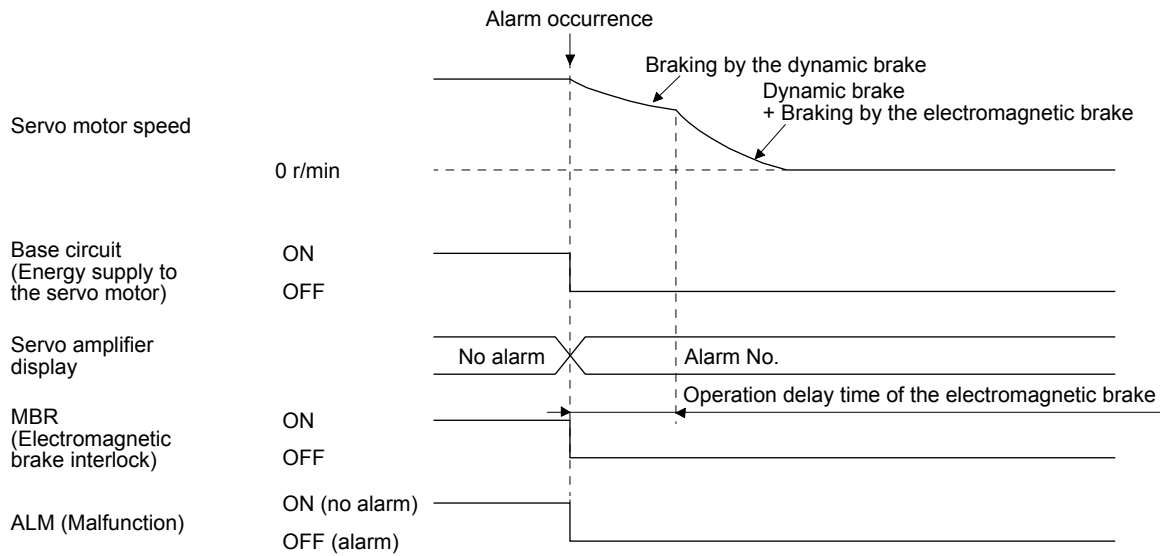 Alarm occurrence
Braking by the dynamic brake
Dynamic brake
+ Braking by the electromagnetic brake
Servo motor speed
0 r/min
Base circuit
(Energy supply to
the servo motor)
ON
OFF
Servo amplifier
display
No alarm
Alarm No.
Operation delay time of the electromagnetic brake
MBR
(Electromagnetic
brake interlock)
ON
OFF
ALM (Malfunction)
ON (no alarm)
OFF (alarm)